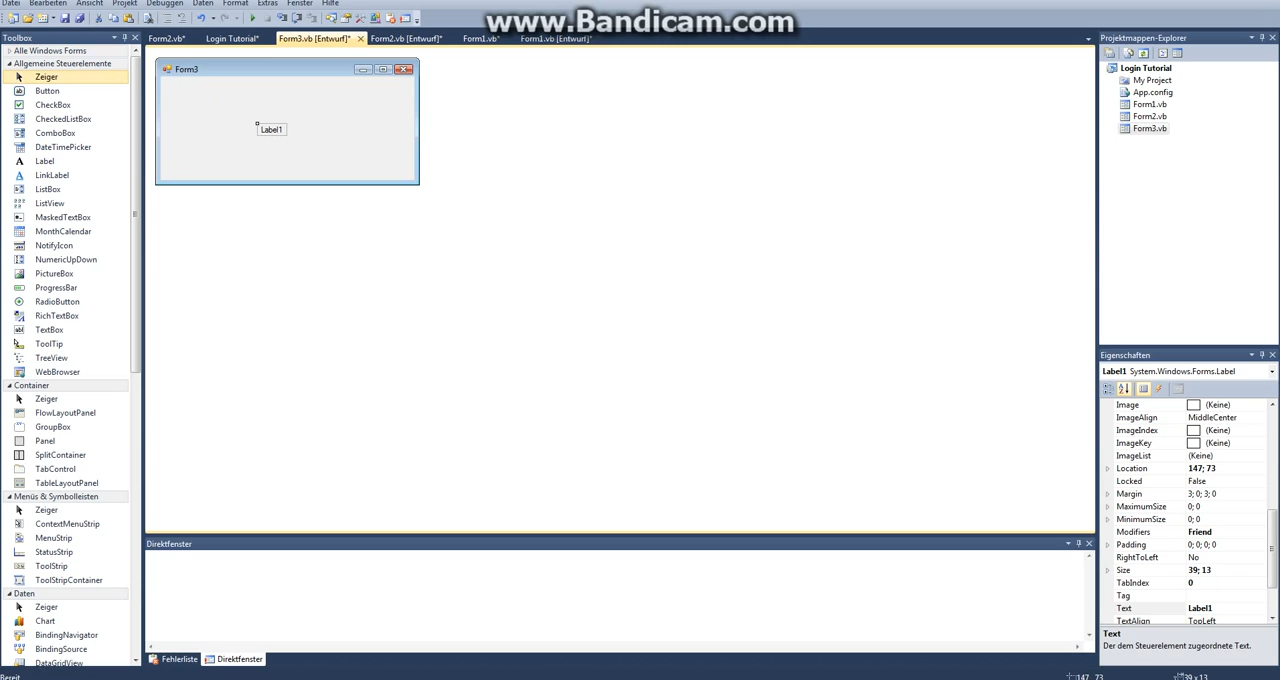 Datei Bearbeiten Ansicht Projekt Debuggen Daten Format Extras Fenster Hilfe
www.Bandicam.com
Toolbox
Form2.vb* Login Tutorial* Form3.vb [Entwurf]* Form2.vb [Entwurf]* Form1.vb* Form1.vb [Entwurf]*
Projektmappen-Explorer
Alle Windows Forms
Allgemeine Steuerelemente
Zeiger
Button
CheckBox
CheckedListBox
ComboBox
DateTimePicker
Label
LinkLabel
ListBox
ListView
MaskedTextBox
MonthCalendar
NotifyIcon
NumericUpDown
PictureBox
ProgressBar
RadioButton
RichTextBox
TextBox
ToolTip
TreeView
WebBrowser
Container
Zeiger
FlowLayoutPanel
GroupBox
Panel
SplitContainer
TabControl
TableLayoutPanel
Menüs & Symbolleisten
Zeiger
ContextMenuStrip
MenuStrip
StatusStrip
ToolStrip
ToolStripContainer
Daten
Zeiger
Chart
BindingNavigator
BindingSource
DataGridView
Form3
Label1
Direktfenster
Fehlerliste Direktfenster
Login Tutorial
My Project
App.config
Form1.vb
Form2.vb
Form3.vb
Eigenschaften
Label1 System.Windows.Forms.Label
Image (Keine)
ImageAlign MiddleCenter
ImageIndex (Keine)
ImageKey (Keine)
ImageList (Keine)
Location 147; 73
Locked False
Margin 3; 0; 3; 0
MaximumSize 0; 0
MinimumSize 0; 0
Modifiers Friend
Padding 0; 0; 0; 0
RightToLeft No
Size 39; 13
TabIndex 0
Tag
Text Label1
TextAlign TopLeft
Text
Der dem Steuerelement zugeordnete Text.
Bereit 147, 73 39 x 13